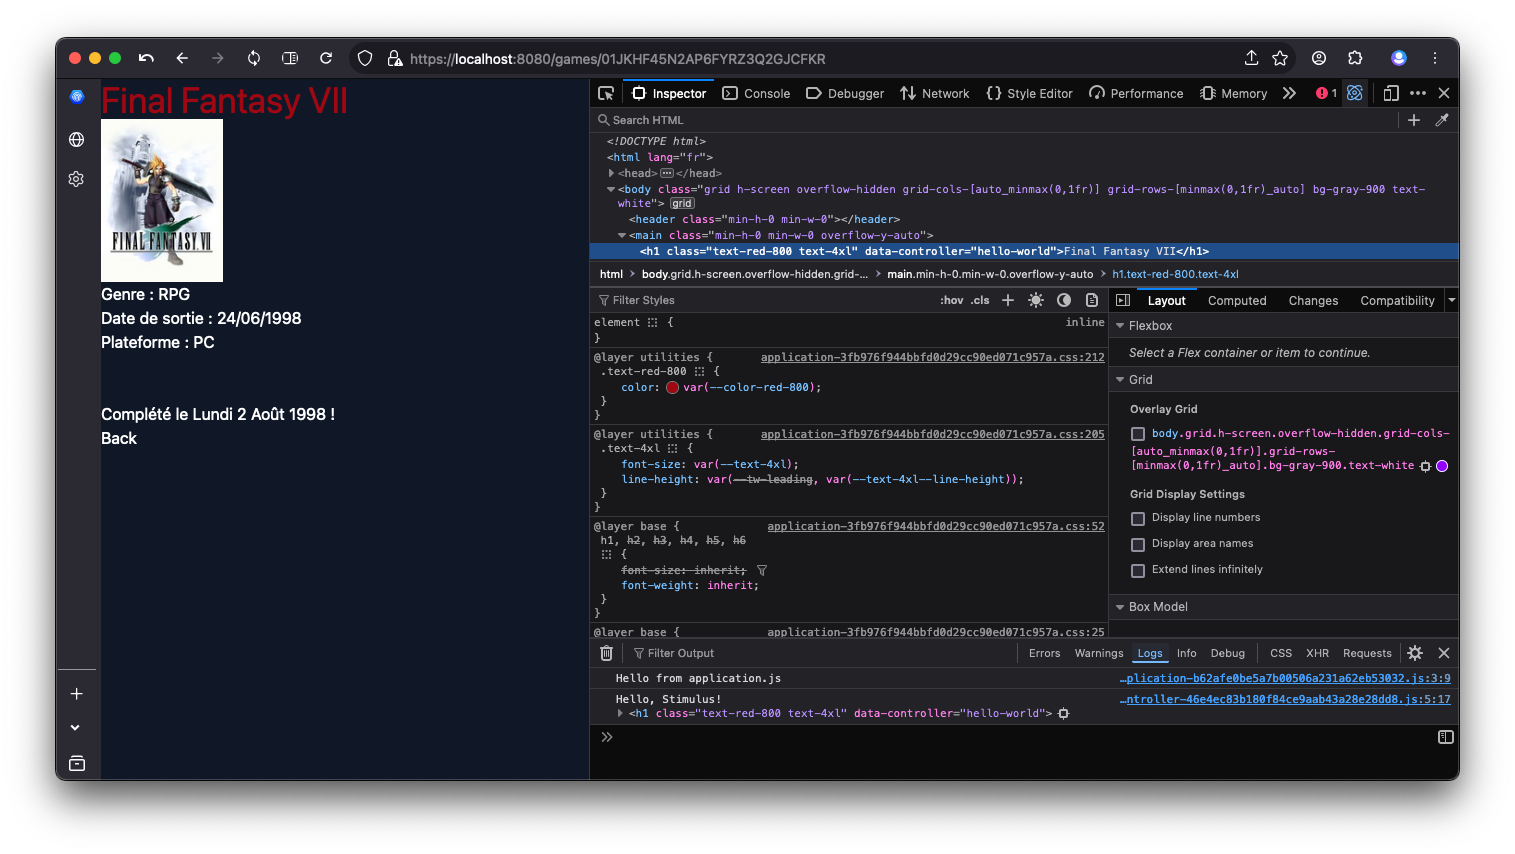 https://localhost:8080/games/01JKHF45N2AP6FYRZ3Q2GJCFKR
Final Fantasy VII
FINAL FANTASY VII
Genre : RPG
Date de sortie : 24/06/1998
Plateforme : PC
Complété le Lundi 2 Août 1998 !
Back
Inspector Console Debugger Network Style Editor Performance Memory 1
Search HTML
<!DOCTYPE html>
<html lang="fr">
<head> </head>
<body class="grid h-screen overflow-hidden grid-cols-[auto_minmax(0,1fr)] grid-rows-[minmax(0,1fr)_auto] bg-gray-900 text-
white"> grid
<header class="min-h-0 min-w-0"></header>
<main class="min-h-0 min-w-0 overflow-y-auto">
<h1 class="text-red-800 text-4xl" data-controller="hello-world">Final Fantasy VII</h1>
html body.grid.h-screen.overflow-hidden.grid-... main.min-h-0.min-w-0.overflow-y-auto h1.text-red-800.text-4xl
Filter Styles :hov .cls
element { inline
}
@layer utilities { application-3fb976f944bbfd0d29cc90ed071c957a.css:212
.text-red-800 {
color: var(--color-red-800);
}
}
@layer utilities { application-3fb976f944bbfd0d29cc90ed071c957a.css:205
.text-4xl {
font-size: var(--text-4xl);
line-height: var(--tw-leading, var(--text-4xl--line-height));
}
}
@layer base { application-3fb976f944bbfd0d29cc90ed071c957a.css:52
h1, h2, h3, h4, h5, h6
{
font-size: inherit;
font-weight: inherit;
}
}
@layer base { application-3fb976f944bbfd0d29cc90ed071c957a.css:25
Layout Computed Changes Compatibility
Flexbox
Select a Flex container or item to continue.
Grid
Overlay Grid
body.grid.h-screen.overflow-hidden.grid-cols-
[auto_minmax(0,1fr)].grid-rows-
[minmax(0,1fr)_auto].bg-gray-900.text-white
Grid Display Settings
Display line numbers
Display area names
Extend lines infinitely
Box Model
Filter Output Errors Warnings Logs Info Debug CSS XHR Requests
Hello from application.js …plication-b62afe0be5a7b00506a231a62eb53032.js:3:9
Hello, Stimulus! …ntroller-46e4ec83b180f84ce9aab43a28e28dd8.js:5:17
<h1 class="text-red-800 text-4xl" data-controller="hello-world">